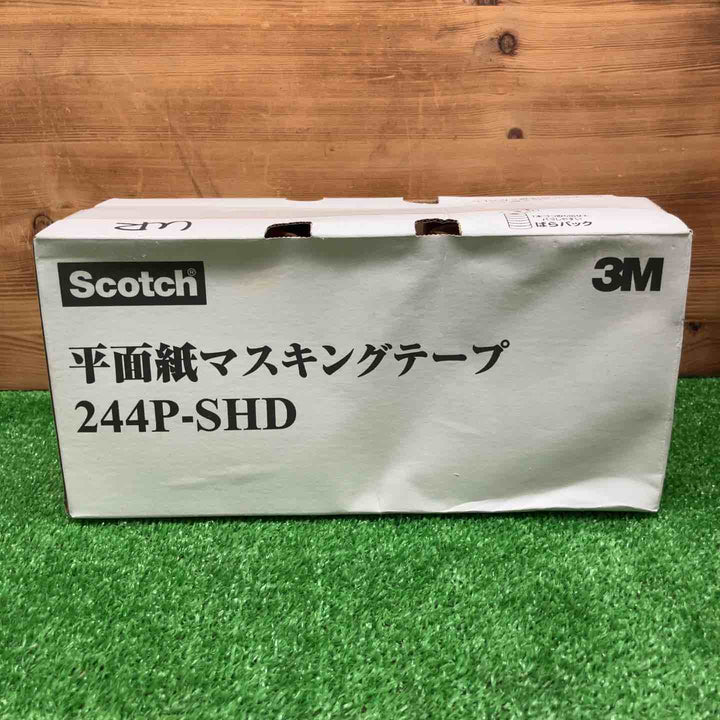 ばらパック
Scotch®
3M
平面紙マスキングテープ
244P-SHD